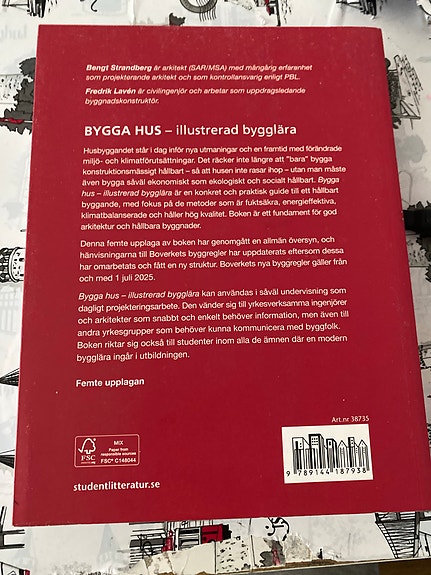 Bengt Strandberg är arkitekt (SAR/MSA) med mångårig erfarenhet
som projekterande arkitekt och som kontrollansvarig enligt PBL.
Fredrik Lavén är civilingenjör och arbetar som uppdragsledande
byggnadskonstruktör.
BYGGA HUS – illustrerad bygglära
Husbyggandet står i dag inför nya utmaningar och en framtid med förändrade
miljö- och klimatförutsättningar. Det räcker inte längre att "bara" bygga
konstruktionsmässigt hållbart – så att husen inte rasar ihop – utan man måste
även bygga såväl ekonomiskt som ekologiskt och socialt hållbart. Bygga
hus – illustrerad bygglära är en konkret och praktisk guide till ett hållbart
byggande, med fokus på de metoder som är fuktsäkra, energieffektiva,
klimatbalanserade och håller hög kvalitet. Boken är ett fundament för god
arkitektur och hållbara byggnader.
Denna femte upplaga av boken har genomgått en allmän översyn, och
hänvisningarna till Boverkets byggregler har uppdaterats eftersom dessa
har omarbetats och fått en ny struktur. Boverkets nya byggregler gäller från
och med 1 juli 2025.
Bygga hus – illustrerad bygglära kan användas i såväl undervisning som
dagligt projekteringsarbete. Den vänder sig till yrkesverksamma ingenjörer
och arkitekter som snabbt och enkelt behöver information, men även till
andra yrkesgrupper som behöver kunna kommunicera med byggfolk.
Boken riktar sig också till studenter inom alla de ämnen där en modern
bygglära ingår i utbildningen.
Femte upplagan
Art.nr 38735
FSC
MIX
Paper from
responsible sources
FSC® C148044
9 789144 187938
studentlitteratur.se